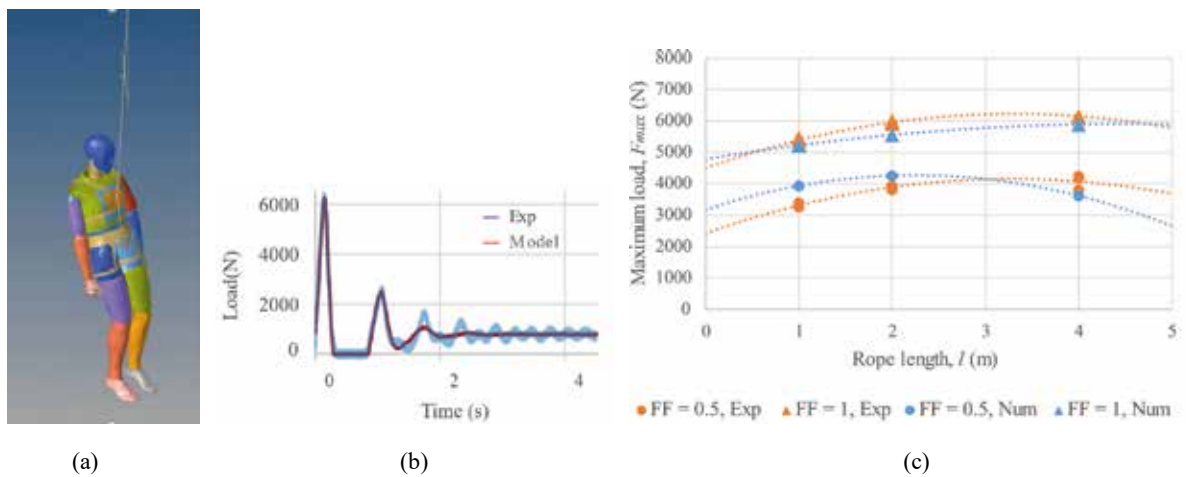 6000
4000
2000
0
Load(N)
Exp
Model
0
2
4
Time (s)
8000
7000
6000
5000
4000
3000
2000
1000
0
Maximum load, Fmax (N)
0
1
2
3
4
5
Rope length, l (m)
FF = 0.5, Exp
FF = 1, Exp
FF = 0.5, Num
FF = 1, Num
(a)
(b)
(c)